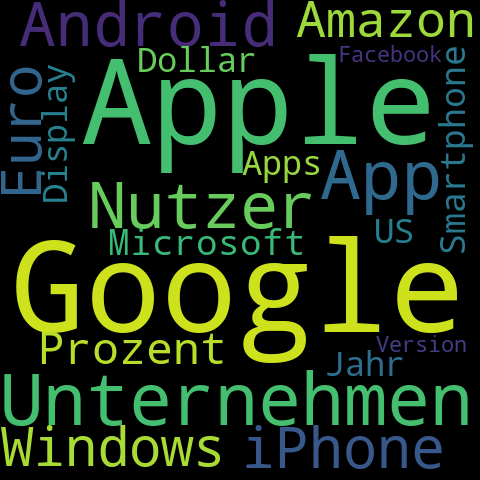 Android
Amazon
Facebook
Dollar
Apple
Euro
Display
Smartphone
Apps
App
Nutzer
US
Microsoft
Google
Prozent
Version
Jahr
Unternehmen
Windows
iPhone